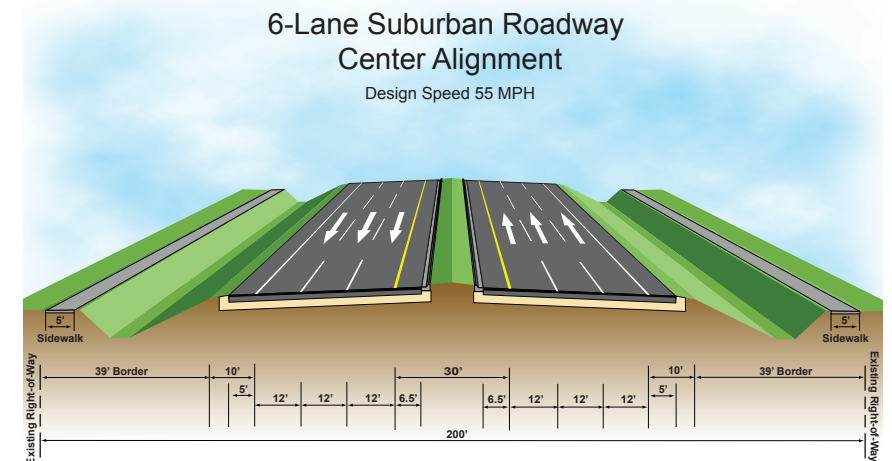 6-Lane Suburban Roadway
Center Alignment
Design Speed 55 MPH
5'
Sidewalk
5'
Sidewalk
Existing Right-of-Way
39' Border
10'
30'
10'
39' Border
Existing Right-of-Way
5'
12'
12'
12'
6.5'
6.5'
12'
12'
12'
5'
200'